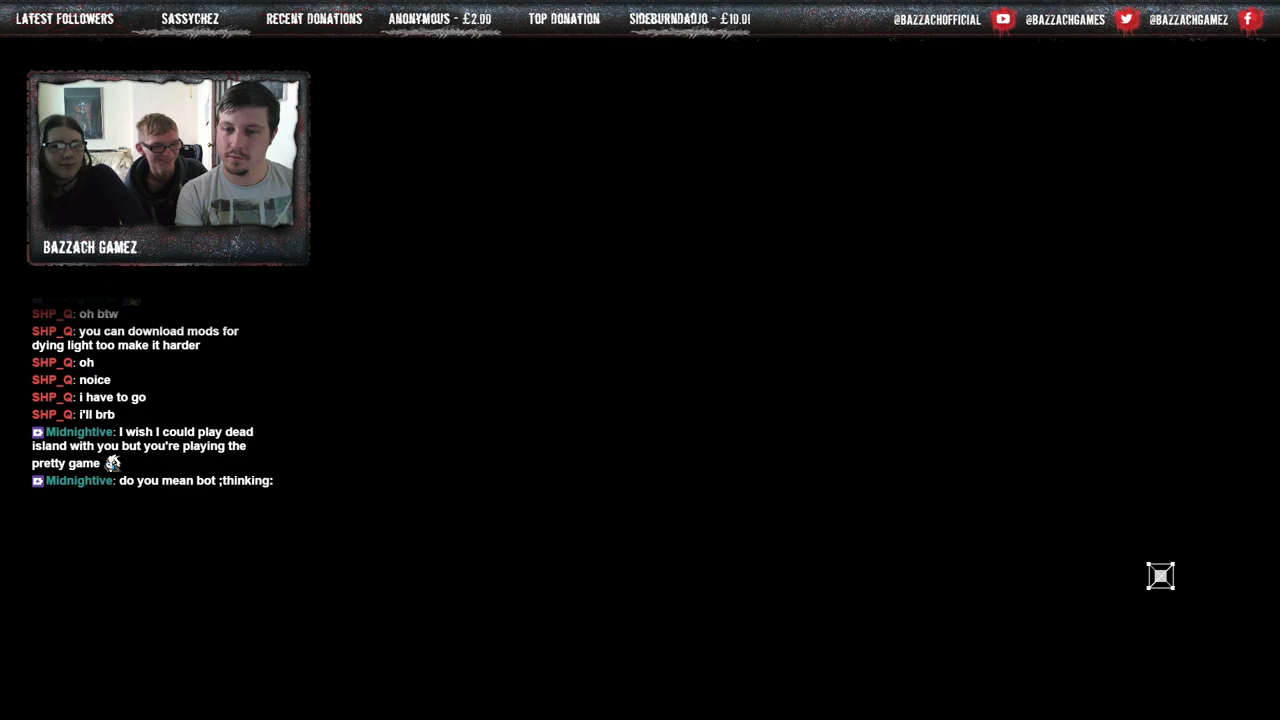 LATEST FOLLOWERS SASSYCHEZ RECENT DONATIONS ANONYMOUS - £2.00 TOP DONATION SIDEBURNDADJO - £10.01 @BAZZACHOFFICIAL @BAZZACHGAMES @BAZZACHGAMEZ
BAZZACH GAMEZ
SHP_Q: oh btw
SHP_Q: you can download mods for
dying light too make it harder
SHP_Q: oh
SHP_Q: noice
SHP_Q: i have to go
SHP_Q: i'll brb
Midnightive: I wish I could play dead
island with you but you're playing the
pretty game
Midnightive: do you mean bot ;thinking: